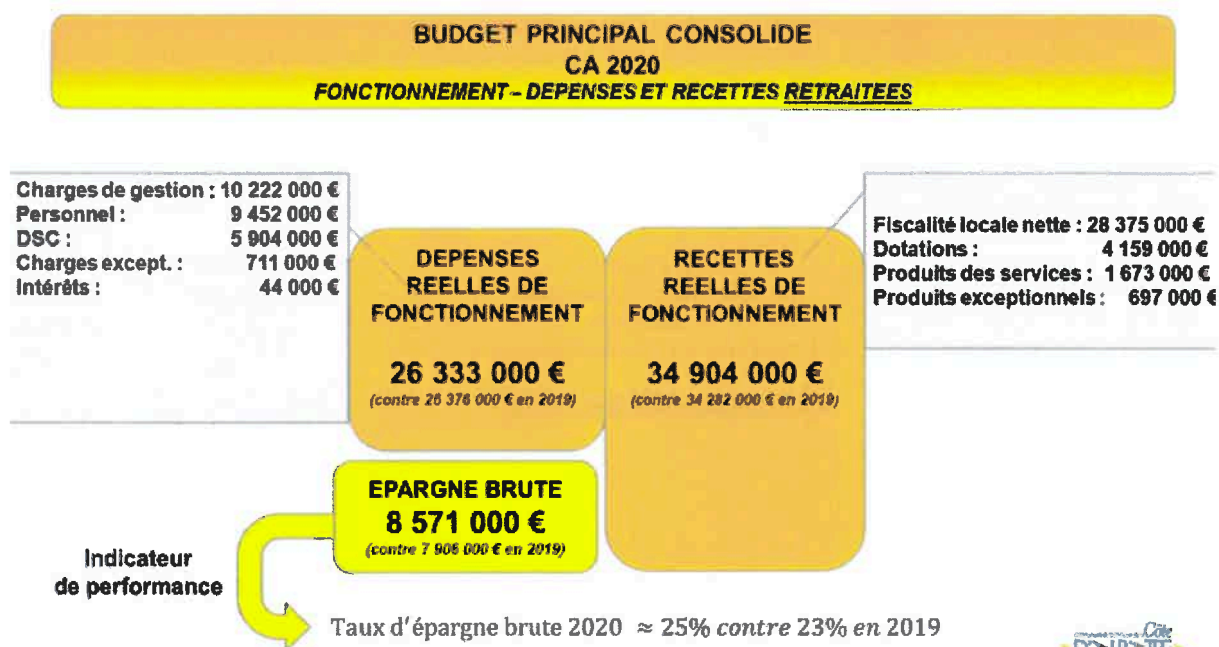 BUDGET PRINCIPAL CONSOLIDE
CA 2020
FONCTIONNEMENT – DEPENSES ET RECETTES RETRAITEES
Charges de gestion : 10 222 000 €
Personnel : 9 452 000 €
DSC : 5 904 000 €
Charges except. : 711 000 €
Intérêts : 44 000 €
DEPENSES
REELLES DE
FONCTIONNEMENT
26 333 000 €
(contre 26 376 000 € en 2019)
RECETTES
REELLES DE
FONCTIONNEMENT
34 904 000 €
(contre 34 282 000 € en 2019)
Fiscalité locale nette : 28 375 000 €
Dotations : 4 159 000 €
Produits des services : 1 673 000 €
Produits exceptionnels : 697 000 €
EPARGNE BRUTE
8 571 000 €
(contre 7 906 000 € en 2019)
Indicateur
de performance
Taux d'épargne brute 2020 ≈ 25% contre 23% en 2019
Côte